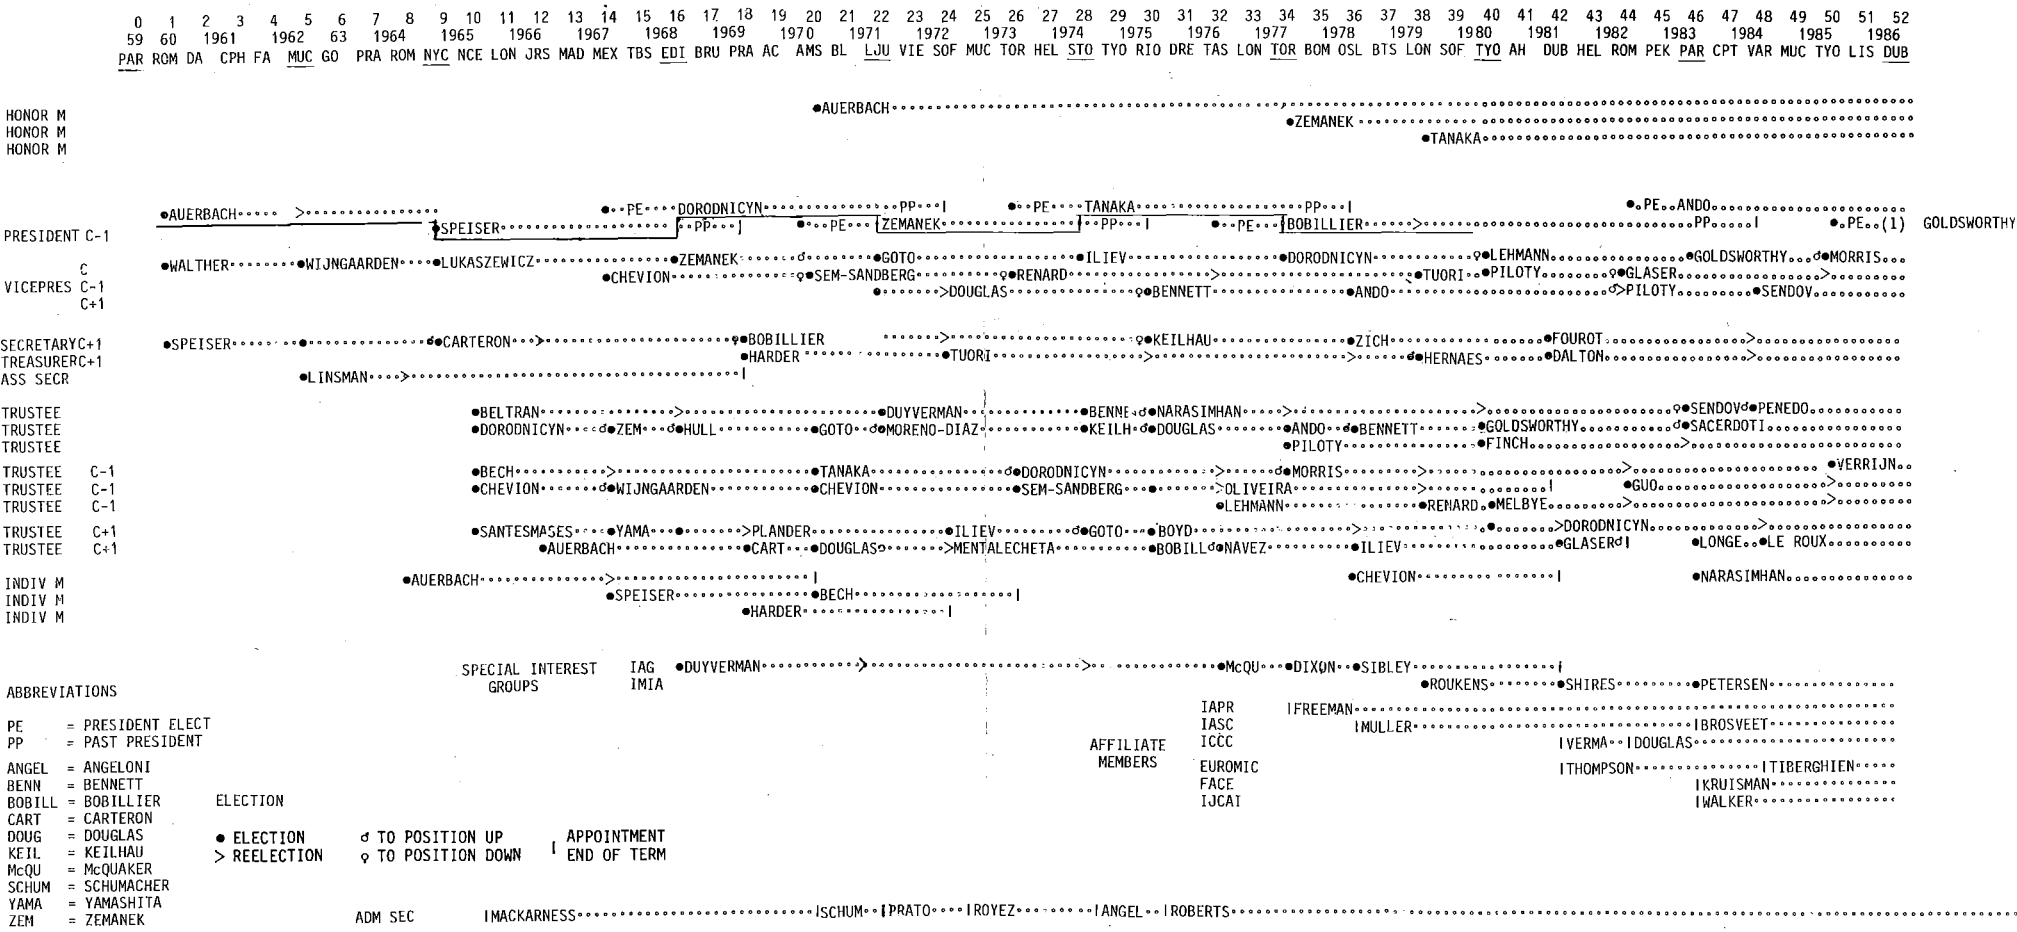 0 1 2 3 4 5 6 7 8 9 10 11 12 13 14 15 16 17 18 19 20 21 22 23 24 25 26 27 28 29 30 31 32 33 34 35 36 37 38 39 40 41 42 43 44 45 46 47 48 49 50 51 52
59 60 1961 1962 63 1964 1965 1966 1967 1968 1969 1970 1971 1972 1973 1974 1975 1976 1977 1978 1979 1980 1981 1982 1983 1984 1985 1986
PAR ROM DA CPH FA MUC GO PRA ROM NYC NCE LON JRS MAD MEX TBS EDI BRU PRA AC AMS BL LJU VIE SOF MUC TOR HEL STO TYO RIO DRE TAS LON TOR BOM OSL BTS LON SOF TYO AH DUB HEL ROM PEK PAR CPT VAR MUC TYO LIS DUB
HONOR M ●AUERBACH
HONOR M ●ZEMANEK
HONOR M ●TANAKA
●AUERBACH > ●PE DORODNICYN PP ●PE TANAKA PP ●PE ANDO
PRESIDENT C-1 ●SPEISER PP ●PE ZEMANEK PP ●PE BOBILLIER > PP ●PE (1) GOLDSWORTHY
C ●WALTHER ●WIJNGAARDEN ●LUKASZEWICZ ●ZEMANEK ♂●GOTO ●ILIEV ●DORODNICYN ♀●LEHMANN ●GOLDSWORTHY ♂●MORRIS
VICEPRES C-1 ●CHEVION ♀●SEM-SANDBERG ♀●RENARD > ●TUORI ●PILOTY ♀●GLASER >
C+1 ● >DOUGLAS ♀●BENNETT ●ANDO ♂>PILOTY ●SENDOV
SECRETARYC+1 ●SPEISER ● ♂●CARTERON > ♀●BOBILLIER > ♀●KEILHAU ●ZICH ●FOUROT >
TREASURERC+1 ●HARDER ●TUORI > > ♂●HERNAES ●DALTON >
ASS SECR ●LINSMAN >
TRUSTEE ●BELTRAN > ●DUYVERMAN ●BENNE ♂●NARASIMHAN > > ♀●SENDOV♂●PENEDO
TRUSTEE ●DORODNICYN ♂●ZEM ♂●HULL ●GOTO ♂●MORENO-DIAZ ●KEILH ♂●DOUGLAS ●ANDO ♂●BENNETT ●GOLDSWORTHY ♂●SACERDOTI
TRUSTEE ●PILOTY ●FINCH >
TRUSTEE C-1 ●BECH > ●TANAKA ♂●DORODNICYN > ♂●MORRIS > > ●VERRIJN
TRUSTEE C-1 ●CHEVION ♂●WIJNGAARDEN ●CHEVION ●SEM-SANDBERG ● >OLIVEIRA > ●GUO >
TRUSTEE C-1 ●LEHMANN ●RENARD ●MELBYE > >
TRUSTEE C+1 ●SANTESMASES ●YAMA ● >PLANDER ●ILIEV ♂●GOTO ●BOYD > ● >DORODNICYN >
TRUSTEE C+1 ●AUERBACH ●CART ●DOUGLAS >MENTALECHETA ●BOBILL♂●NAVEZ ●ILIEV ●GLASER♂ ●LONGE ●LE ROUX
INDIV M ●AUERBACH > ●CHEVION ●NARASIMHAN
INDIV M ●SPEISER ●BECH
INDIV M ●HARDER
SPECIAL INTEREST GROUPS
IAG ●DUYVERMAN > > ●McQU ●DIXON ●SIBLEY
IMIA ●ROUKENS ●SHIRES ●PETERSEN
AFFILIATE MEMBERS
IAPR FREEMAN
IASC MULLER BROSVEET
ICCC VERMA DOUGLAS
EUROMIC THOMPSON TIBERGHIEN
FACE KRUISMAN
IJCAI WALKER
ABBREVIATIONS
PE = PRESIDENT ELECT
PP = PAST PRESIDENT
ANGEL = ANGELONI
BENN = BENNETT
BOBILL = BOBILLIER
CART = CARTERON
DOUG = DOUGLAS
KEIL = KEILHAU
McQU = McQUAKER
SCHUM = SCHUMACHER
YAMA = YAMASHITA
ZEM = ZEMANEK
ELECTION
● ELECTION ♂ TO POSITION UP | APPOINTMENT
> REELECTION ♀ TO POSITION DOWN END OF TERM
ADM SEC MACKARNESS SCHUM PRATO ROYEZ ANGEL ROBERTS